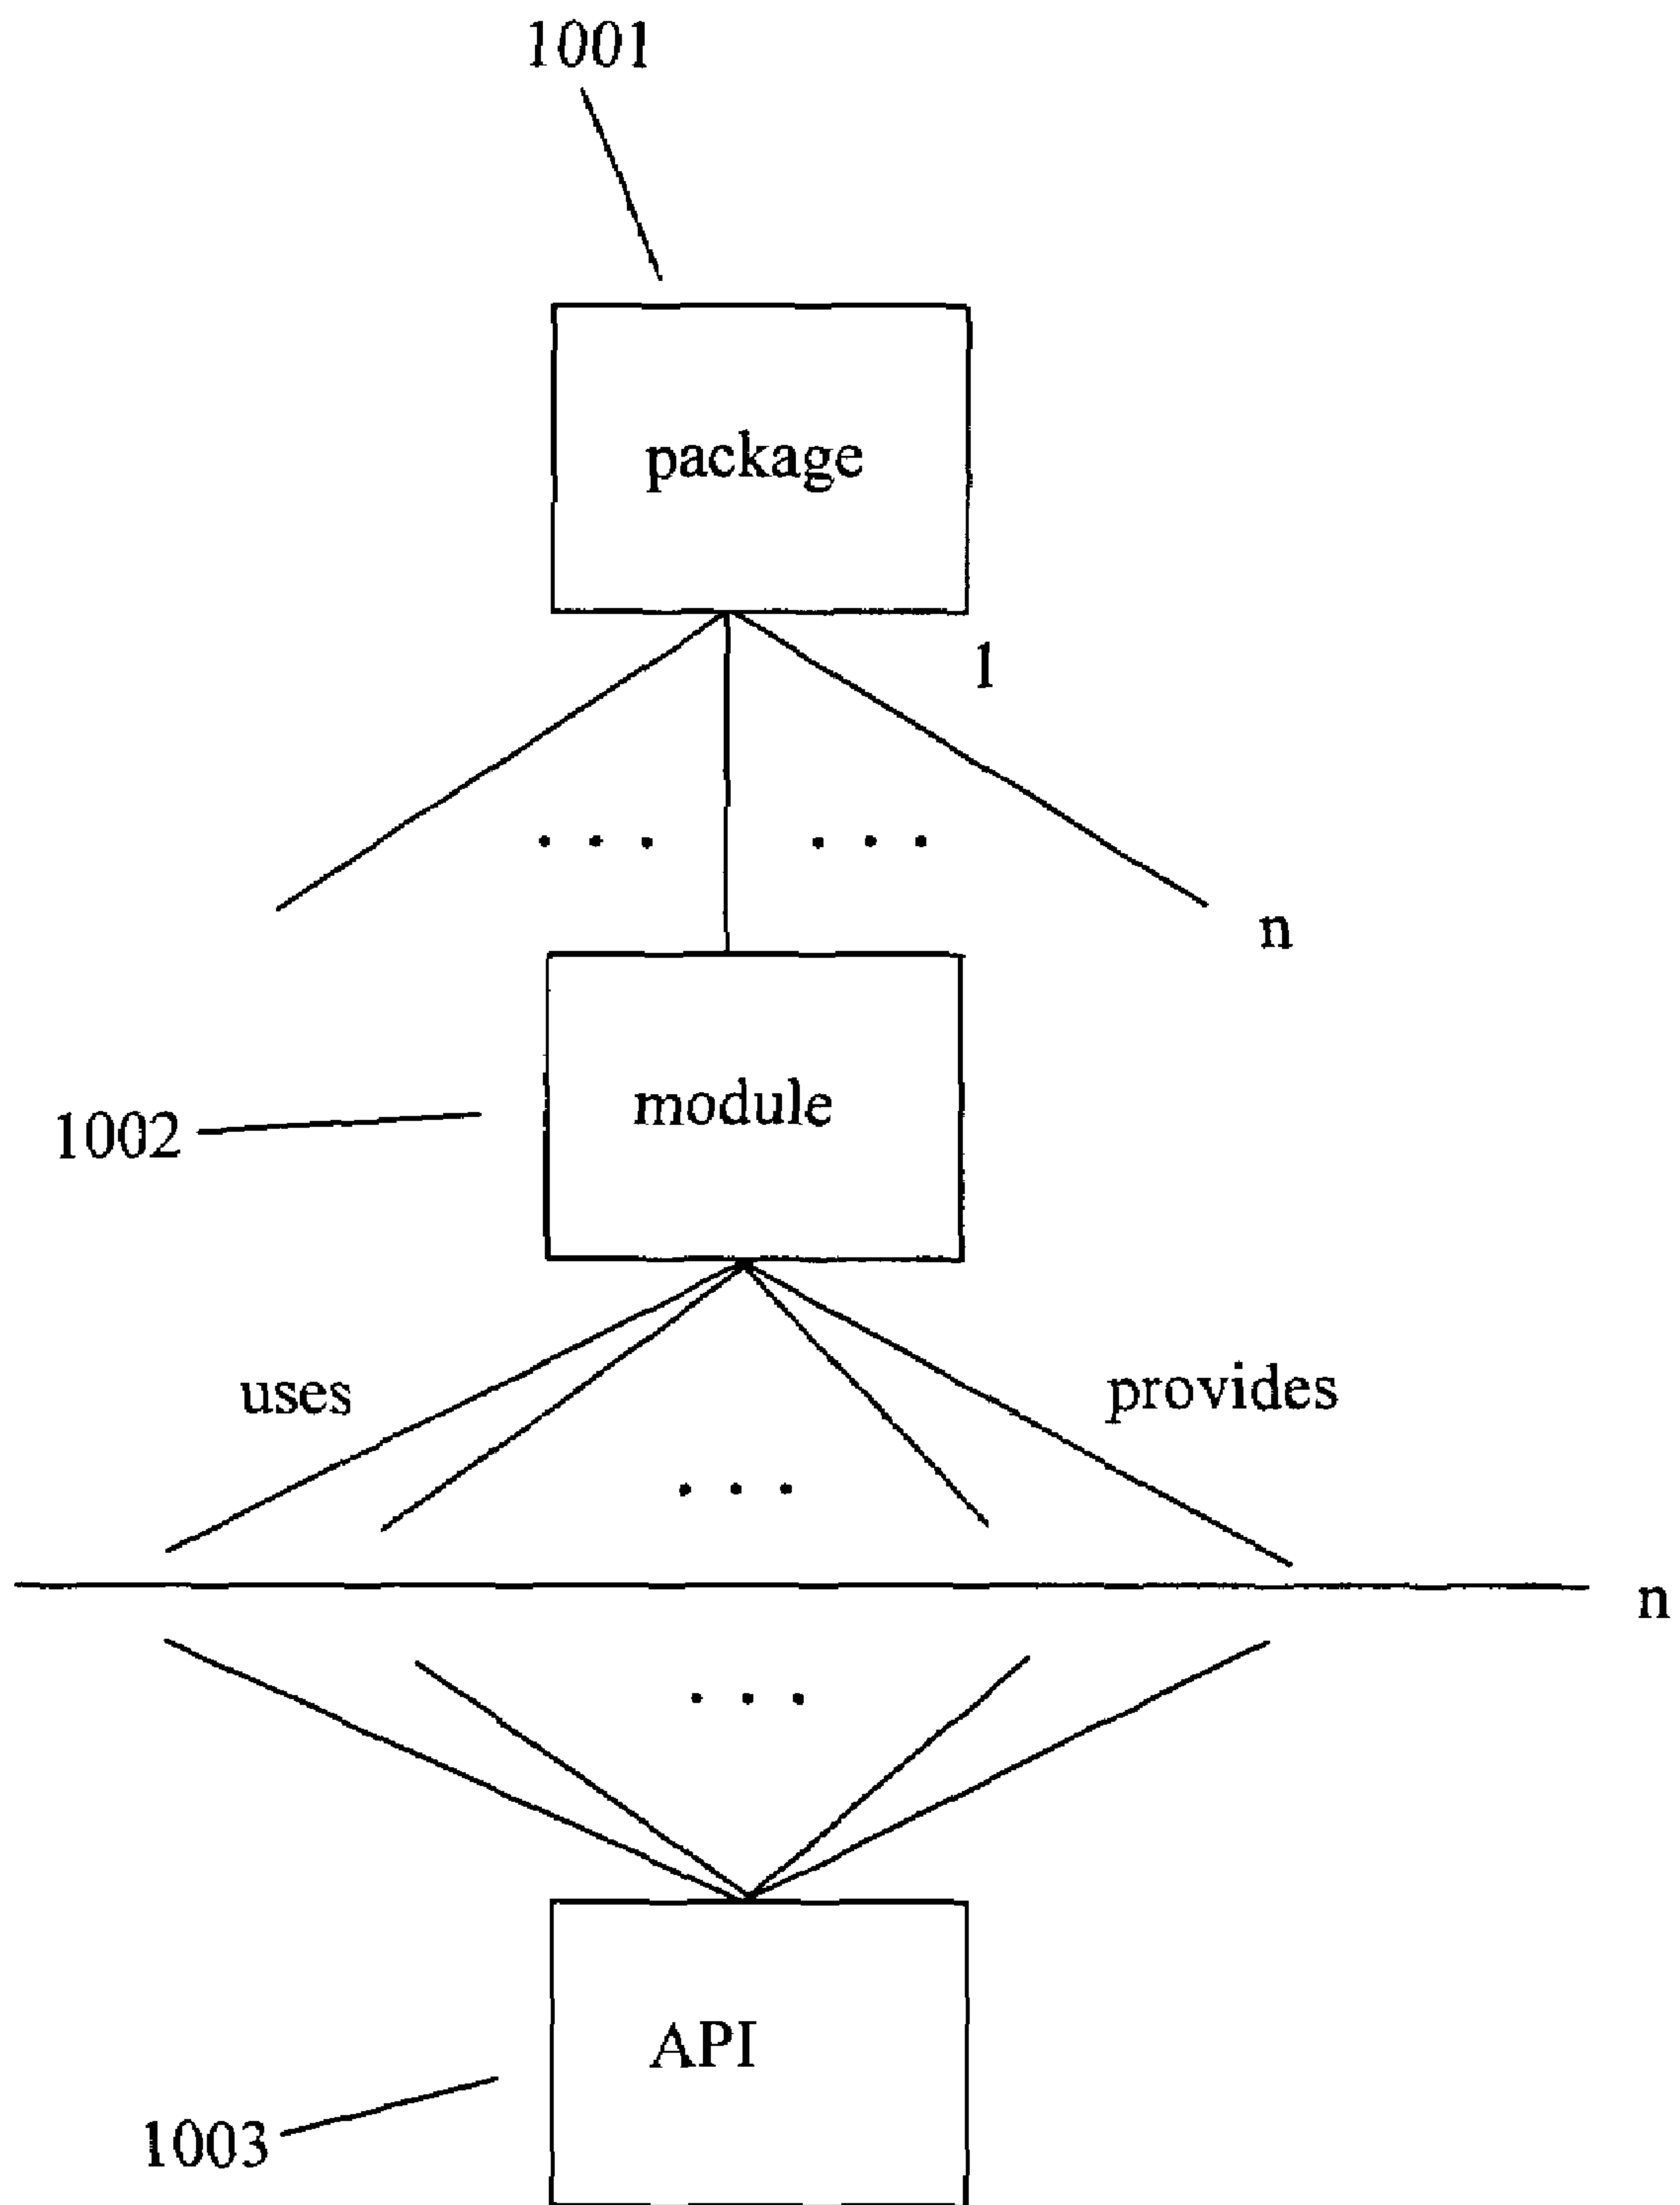 1001
package
1
. . .
. . .
n
module
1002
uses
provides
. . .
n
. . .
API
1003